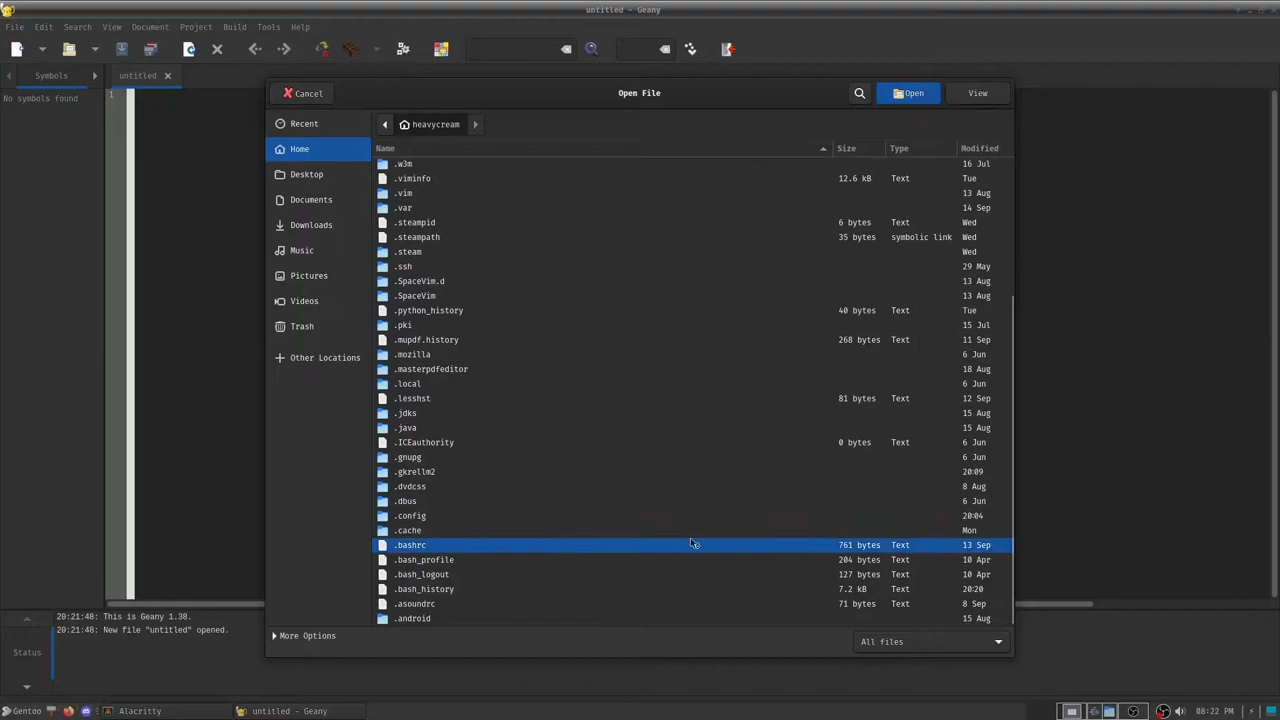 untitled - Geany
File Edit Search View Document Project Build Tools Help
Symbols untitled
No symbols found 1
Cancel Open File Open View
Recent
Home
Desktop
Documents
Downloads
Music
Pictures
Videos
Trash
Other Locations
heavycream
Name Size Type Modified
.w3m 16 Jul
.viminfo 12.6 kB Text Tue
.vim 13 Aug
.var 14 Sep
.steampid 6 bytes Text Wed
.steampath 35 bytes symbolic link Wed
.steam Wed
.ssh 29 May
.SpaceVim.d 13 Aug
.SpaceVim 13 Aug
.python_history 40 bytes Text Tue
.pki 15 Jul
.mupdf.history 268 bytes Text 11 Sep
.mozilla 6 Jun
.masterpdfeditor 18 Aug
.local 6 Jun
.lesshst 81 bytes Text 12 Sep
.jdks 15 Aug
.java 15 Aug
.ICEauthority 0 bytes Text 6 Jun
.gnupg 6 Jun
.gkrellm2 20:09
.dvdcss 8 Aug
.dbus 6 Jun
.config 20:04
.cache Mon
.bashrc 761 bytes Text 13 Sep
.bash_profile 204 bytes Text 10 Apr
.bash_logout 127 bytes Text 10 Apr
.bash_history 7.2 kB Text 20:20
.asoundrc 71 bytes Text 8 Sep
.android 15 Aug
More Options All files
Status
20:21:48: This is Geany 1.38.
20:21:48: New file "untitled" opened.
Gentoo Alacritty untitled - Geany 08:22 PM